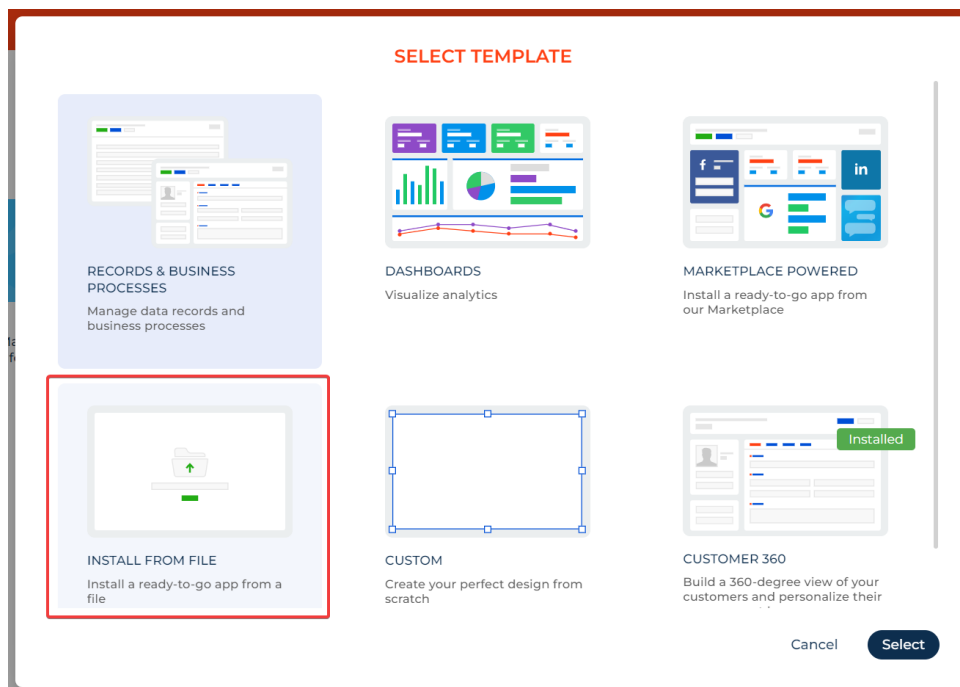 SELECT TEMPLATE
RECORDS & BUSINESS
PROCESSES
Manage data records and
business processes
DASHBOARDS
Visualize analytics
f
in
G
MARKETPLACE POWERED
Install a ready-to-go app from
our Marketplace
INSTALL FROM FILE
Install a ready-to-go app from a
file
CUSTOM
Create your perfect design from
scratch
Installed
CUSTOMER 360
Build a 360-degree view of your
customers and personalize their
Cancel
Select